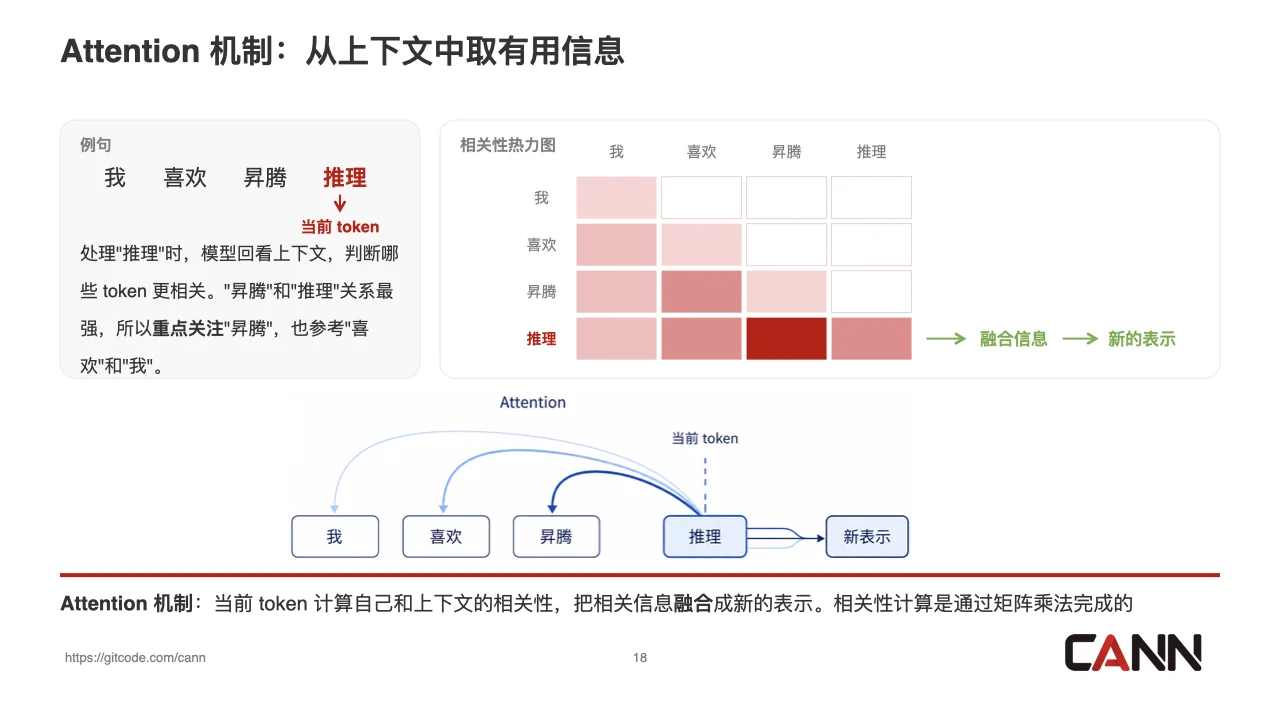 Attention 机制：从上下文中取有用信息
例句
我 喜欢 昇腾 推理
当前 token
处理"推理"时，模型回看上下文，判断哪
些 token 更相关。"昇腾"和"推理"关系最
强，所以重点关注"昇腾"，也参考"喜
欢"和"我"。
相关性热力图
我 喜欢 昇腾 推理
我
喜欢
昇腾
推理
融合信息 新的表示
Attention
当前 token
我 喜欢 昇腾 推理 新表示
Attention 机制：当前 token 计算自己和上下文的相关性，把相关信息融合成新的表示。相关性计算是通过矩阵乘法完成的
https://gitcode.com/cann
18
CANN